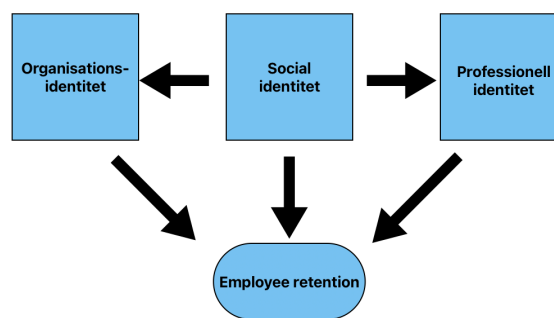 Organisations-
identitet
Social
identitet
Professionell
identitet
Employee retention